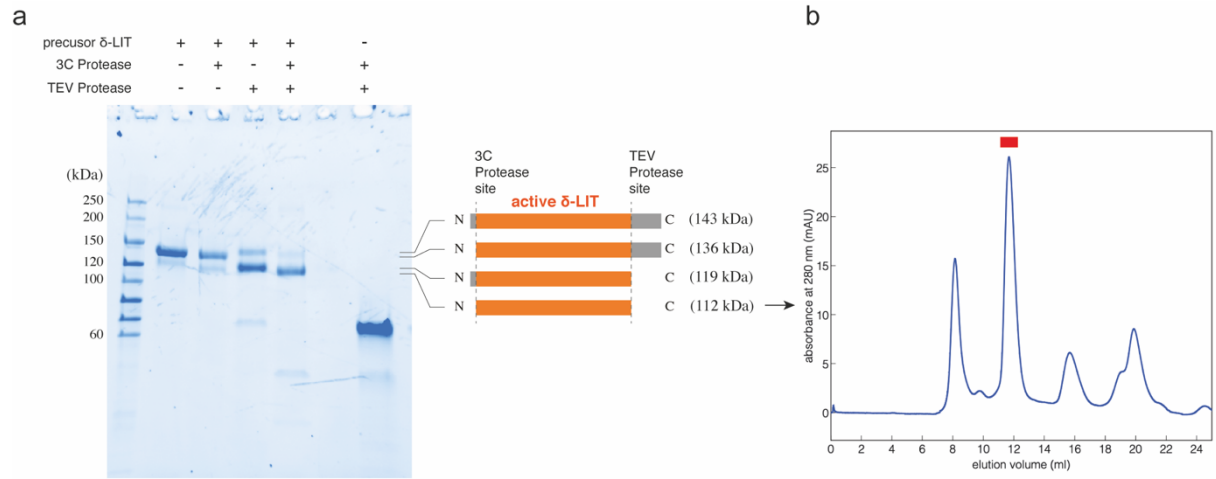 a
precusor δ-LIT + + + + -
3C Protease - + - + +
TEV Protease - - + + +
(kDa)
250
200
150
120
100
60
3C
Protease
site
TEV
Protease
site
active δ-LIT
N C (143 kDa)
N C (136 kDa)
N C (119 kDa)
N C (112 kDa)
b
absorbance at 280 nm (mAU)
25
20
15
10
5
0
0 2 4 6 8 10 12 14 16 18 20 22 24
elution volume (ml)